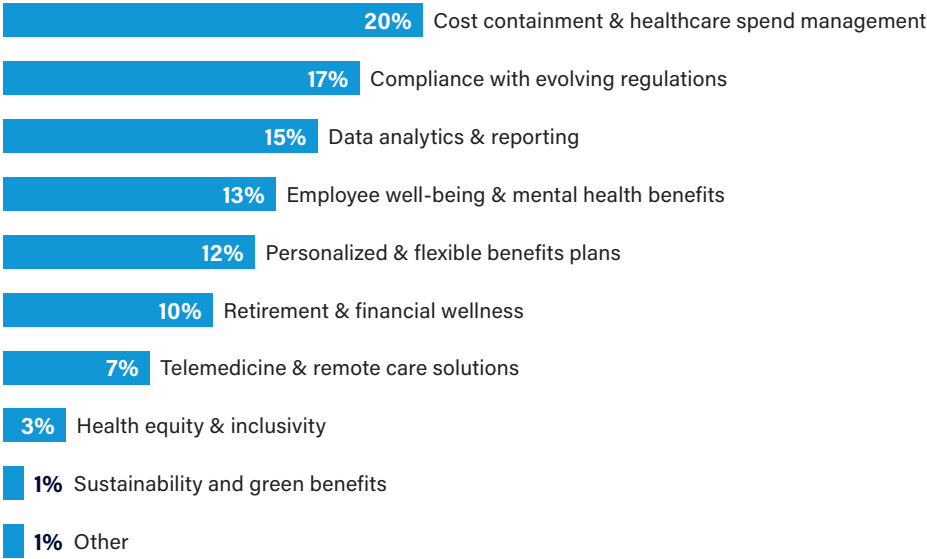 20% Cost containment & healthcare spend management
17% Compliance with evolving regulations
15% Data analytics & reporting
13% Employee well-being & mental health benefits
12% Personalized & flexible benefits plans
10% Retirement & financial wellness
7% Telemedicine & remote care solutions
3% Health equity & inclusivity
1% Sustainability and green benefits
1% Other